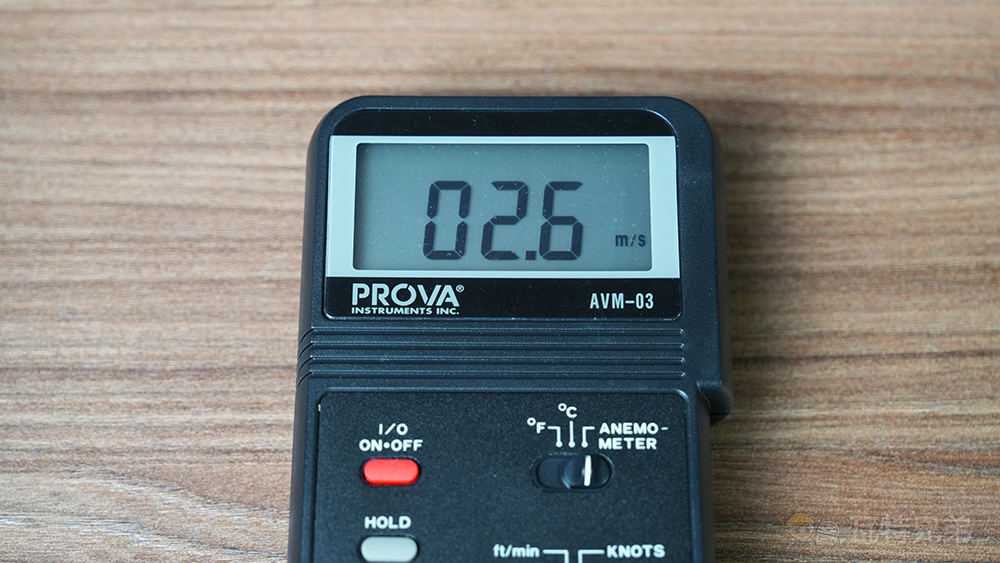 02.6 m/s
PROVA®
INSTRUMENTS INC.
AVM-03
I/O
ON•OFF
°F
°C
ANEMO-
METER
HOLD
ft/min
KNOTS